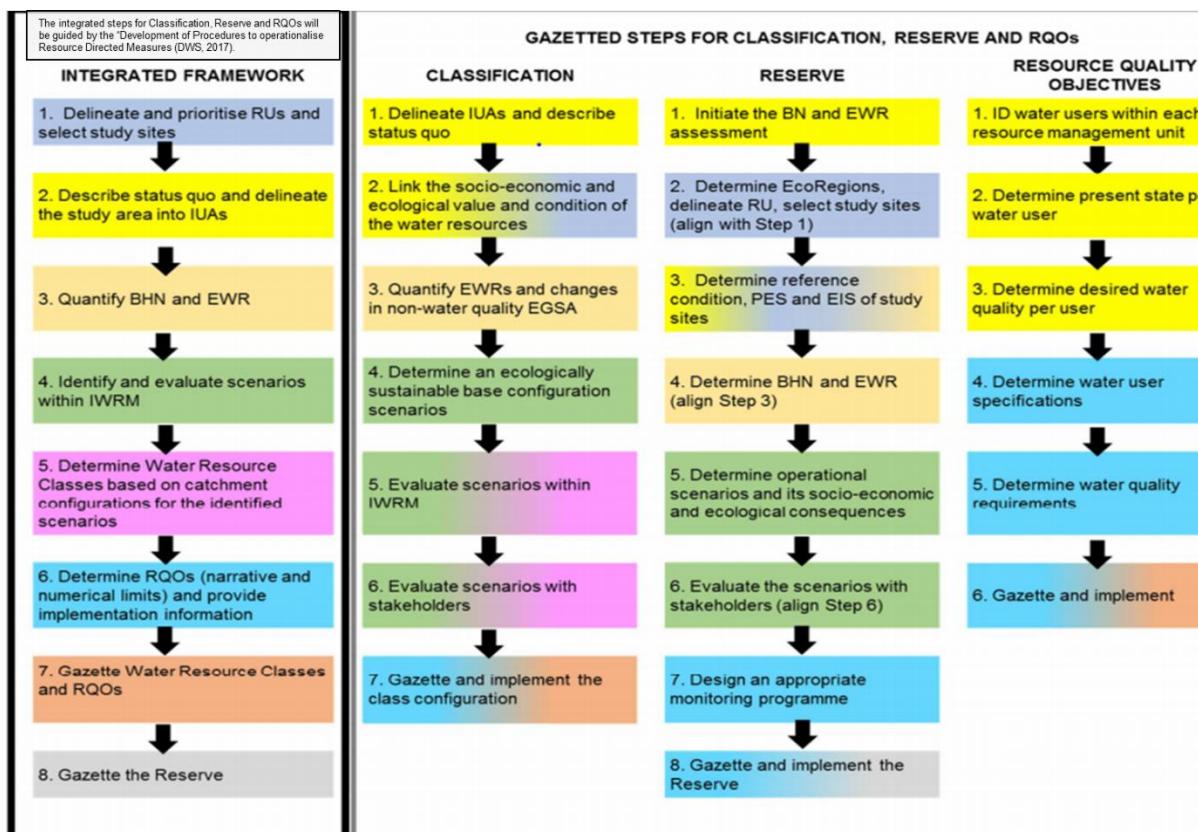 The integrated steps for Classification, Reserve and RQOs will
be guided by the "Development of Procedures to operationalise
Resource Directed Measures (DWS, 2017).
INTEGRATED FRAMEWORK
1. Delineate and prioritise RUs and
select study sites
2. Describe status quo and delineate
the study area into IUAs
3. Quantify BHN and EWR
4. Identify and evaluate scenarios
within IWRM
5. Determine Water Resource
Classes based on catchment
configurations for the identified
scenarios
6. Determine RQOs (narrative and
numerical limits) and provide
implementation information
7. Gazette Water Resource Classes
and RQOs
8. Gazette the Reserve
GAZETTED STEPS FOR CLASSIFICATION, RESERVE AND RQOs
CLASSIFICATION
1. Delineate IUAs and describe
status quo
2. Link the socio-economic and
ecological value and condition of
the water resources
3. Quantify EWRs and changes
in non-water quality EGSA
4. Determine an ecologically
sustainable base configuration
scenarios
5. Evaluate scenarios within
IWRM
6. Evaluate scenarios with
stakeholders
7. Gazette and implement the
class configuration
RESERVE
1. Initiate the BN and EWR
assessment
2. Determine EcoRegions,
delineate RU, select study sites
(align with Step 1)
3. Determine reference
condition, PES and EIS of study
sites
4. Determine BHN and EWR
(align Step 3)
5. Determine operational
scenarios and its socio-economic
and ecological consequences
6. Evaluate the scenarios with
stakeholders (align Step 6)
7. Design an appropriate
monitoring programme
8. Gazette and implement the
Reserve
RESOURCE QUALITY
OBJECTIVES
1. ID water users within each
resource management unit
2. Determine present state
water user
3. Determine desired water
quality per user
4. Determine water user
specifications
5. Determine water quality
requirements
6. Gazette and implement